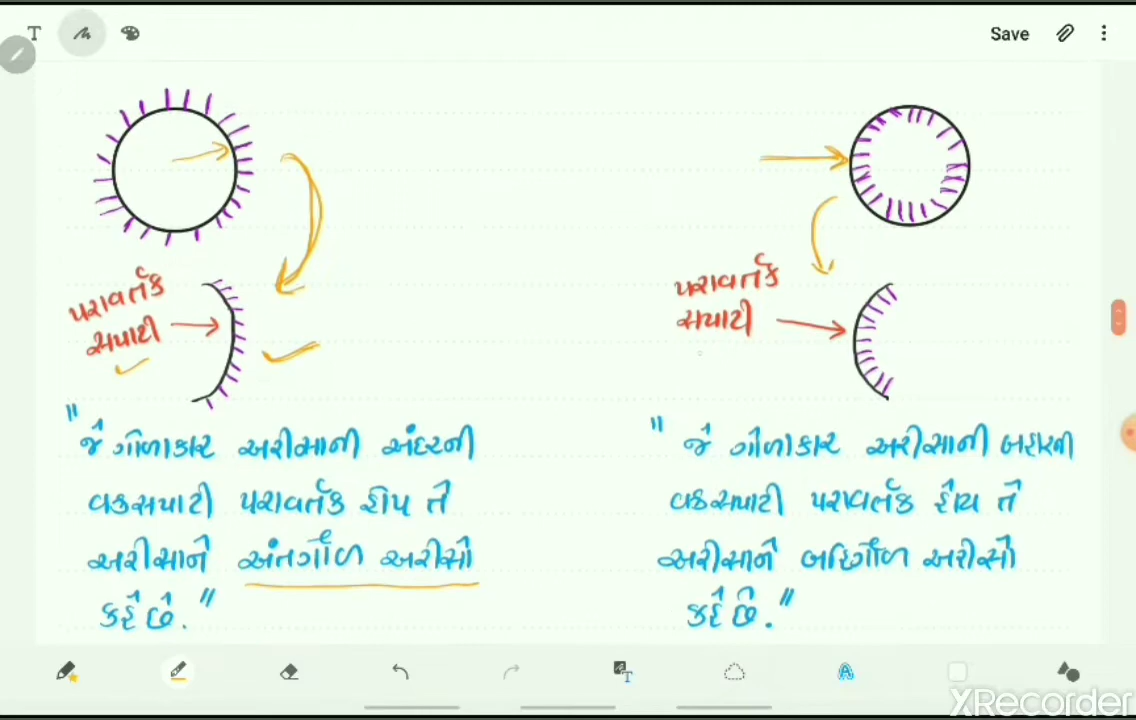 T
Save
પરાવર્તક
સપાટી
પરાવર્તક
સપાટી
" જે ગોળાકાર અરીસાની અંદરની
વક્રસપાટી પરાવર્તક હોય તે
અરીસાને અંતર્ગોળ અરીસો
કહે છે. "
" જે ગોળાકાર અરીસાની બહારની
વક્રસપાટી પરાવર્તક હોય તે
અરીસાને બહિર્ગોળ અરીસો
કહે છે. "
T
A
XRecorder